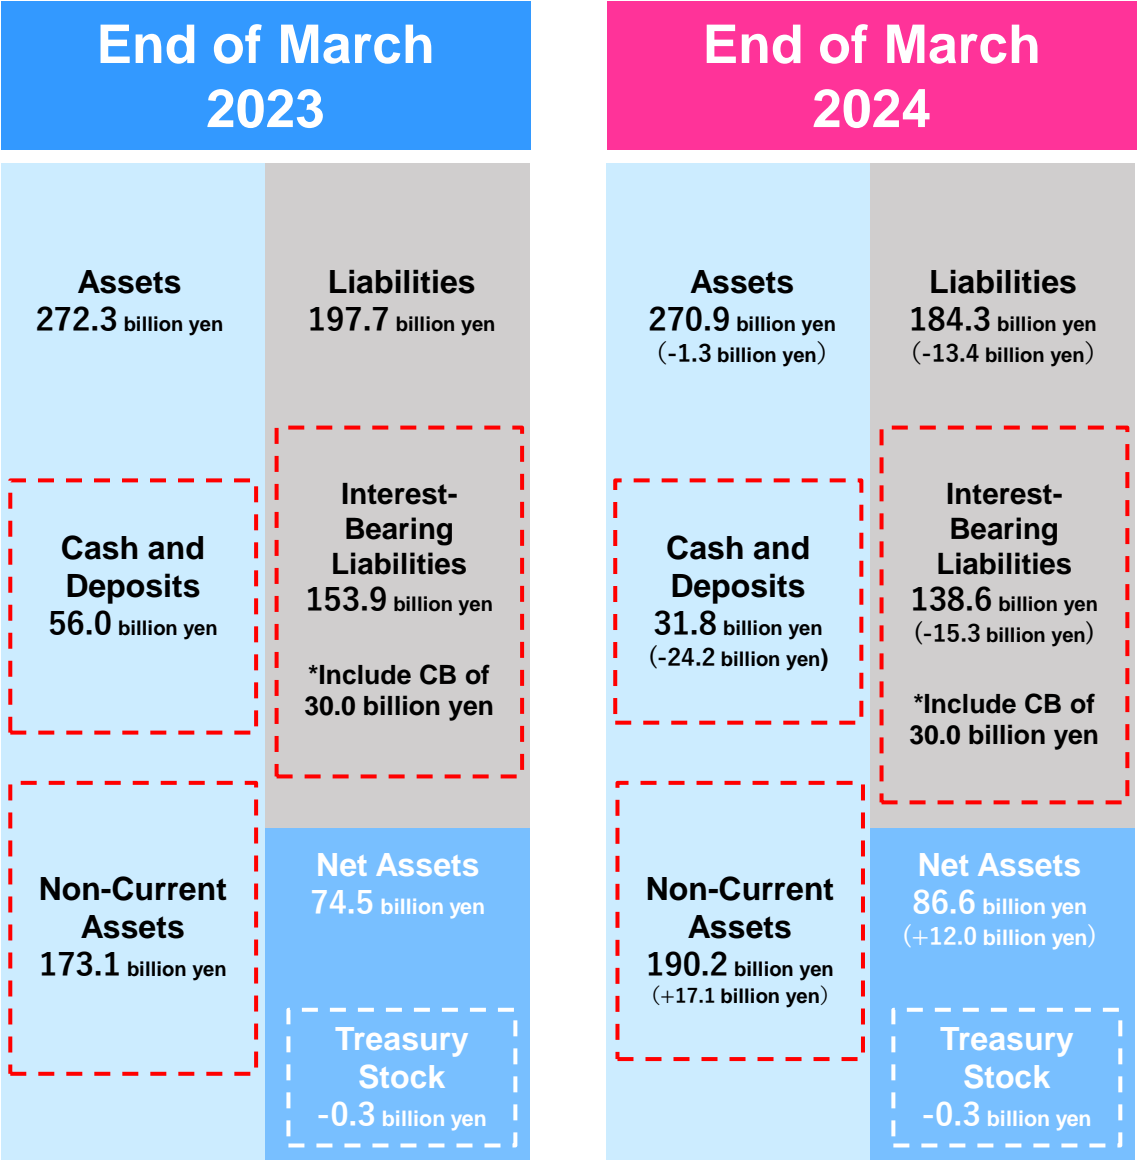 End of March
2023
Assets
272.3 billion yen
Cash and
Deposits
56.0 billion yen
Non-Current
Assets
173.1 billion yen
Liabilities
197.7 billion yen
Interest-
Bearing
Liabilities
153.9 billion yen
*Include CB of
30.0 billion yen
Net Assets
74.5 billion yen
Treasury
Stock
-0.3 billion yen
End of March
2024
Assets
270.9 billion yen
（-1.3 billion yen）
Cash and
Deposits
31.8 billion yen
（-24.2 billion yen)
Non-Current
Assets
190.2 billion yen
（+17.1 billion yen）
Liabilities
184.3 billion yen
（-13.4 billion yen）
Interest-
Bearing
Liabilities
138.6 billion yen
（-15.3 billion yen）
*Include CB of
30.0 billion yen
Net Assets
86.6 billion yen
（+12.0 billion yen）
Treasury
Stock
-0.3 billion yen